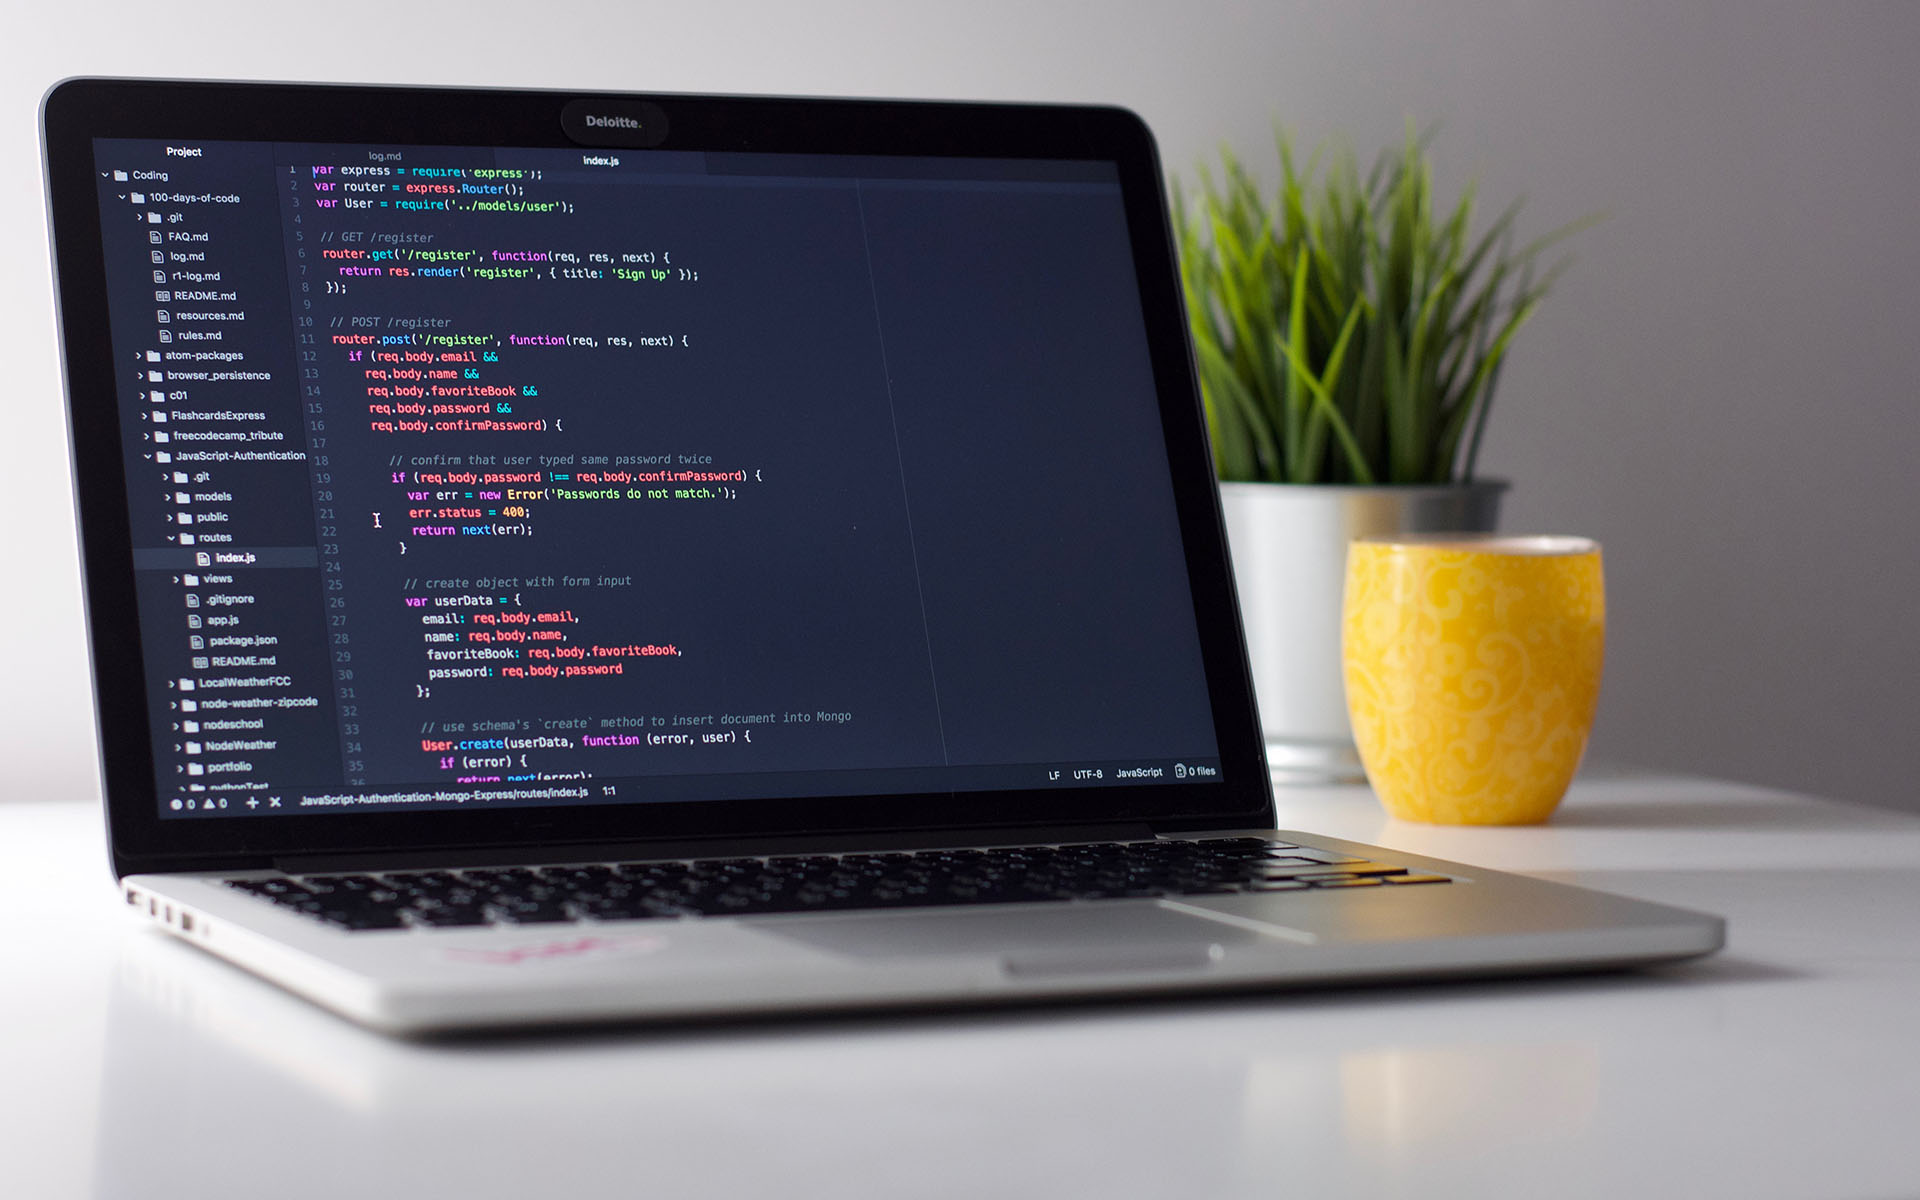 Deloitte.
Project
Coding
100-days-of-code
.git
FAQ.md
log.md
r1-log.md
README.md
resources.md
rules.md
atom-packages
browser_persistence
c01
FlashcardsExpress
freecodecamp_tribute
JavaScript-Authentication
.git
models
public
routes
index.js
views
.gitignore
app.js
package.json
README.md
LocalWeatherFCC
node-weather-zipcode
nodeschool
NodeWeather
portfolio
pythonTest
log.md
index.js
1 var express = require('express');
2 var router = express.Router();
3 var User = require('../models/user');
4
5 // GET /register
6 router.get('/register', function(req, res, next) {
7 return res.render('register', { title: 'Sign Up' });
8 });
9
10 // POST /register
11 router.post('/register', function(req, res, next) {
12 if (req.body.email &&
13 req.body.name &&
14 req.body.favoriteBook &&
15 req.body.password &&
16 req.body.confirmPassword) {
17
18 // confirm that user typed same password twice
19 if (req.body.password !== req.body.confirmPassword) {
20 var err = new Error('Passwords do not match.');
21 err.status = 400;
22 return next(err);
23 }
24
25 // create object with form input
26 var userData = {
27 email: req.body.email,
28 name: req.body.name,
29 favoriteBook: req.body.favoriteBook,
30 password: req.body.password
31 };
32
33 // use schema's `create` method to insert document into Mongo
34 User.create(userData, function (error, user) {
35 if (error) {
36 return next(error);
0 0 JavaScript-Authentication-Mongo-Express/routes/index.js 1:1 LF UTF-8 JavaScript 0 files